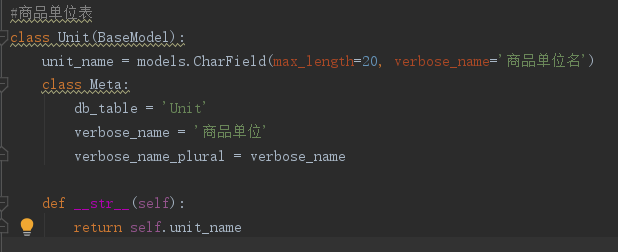 #商品单位表
class Unit(BaseModel):
    unit_name = models.CharField(max_length=20, verbose_name='商品单位名')
    class Meta:
        db_table = 'Unit'
        verbose_name = '商品单位'
        verbose_name_plural = verbose_name
    def __str__(self):
        return self.unit_name